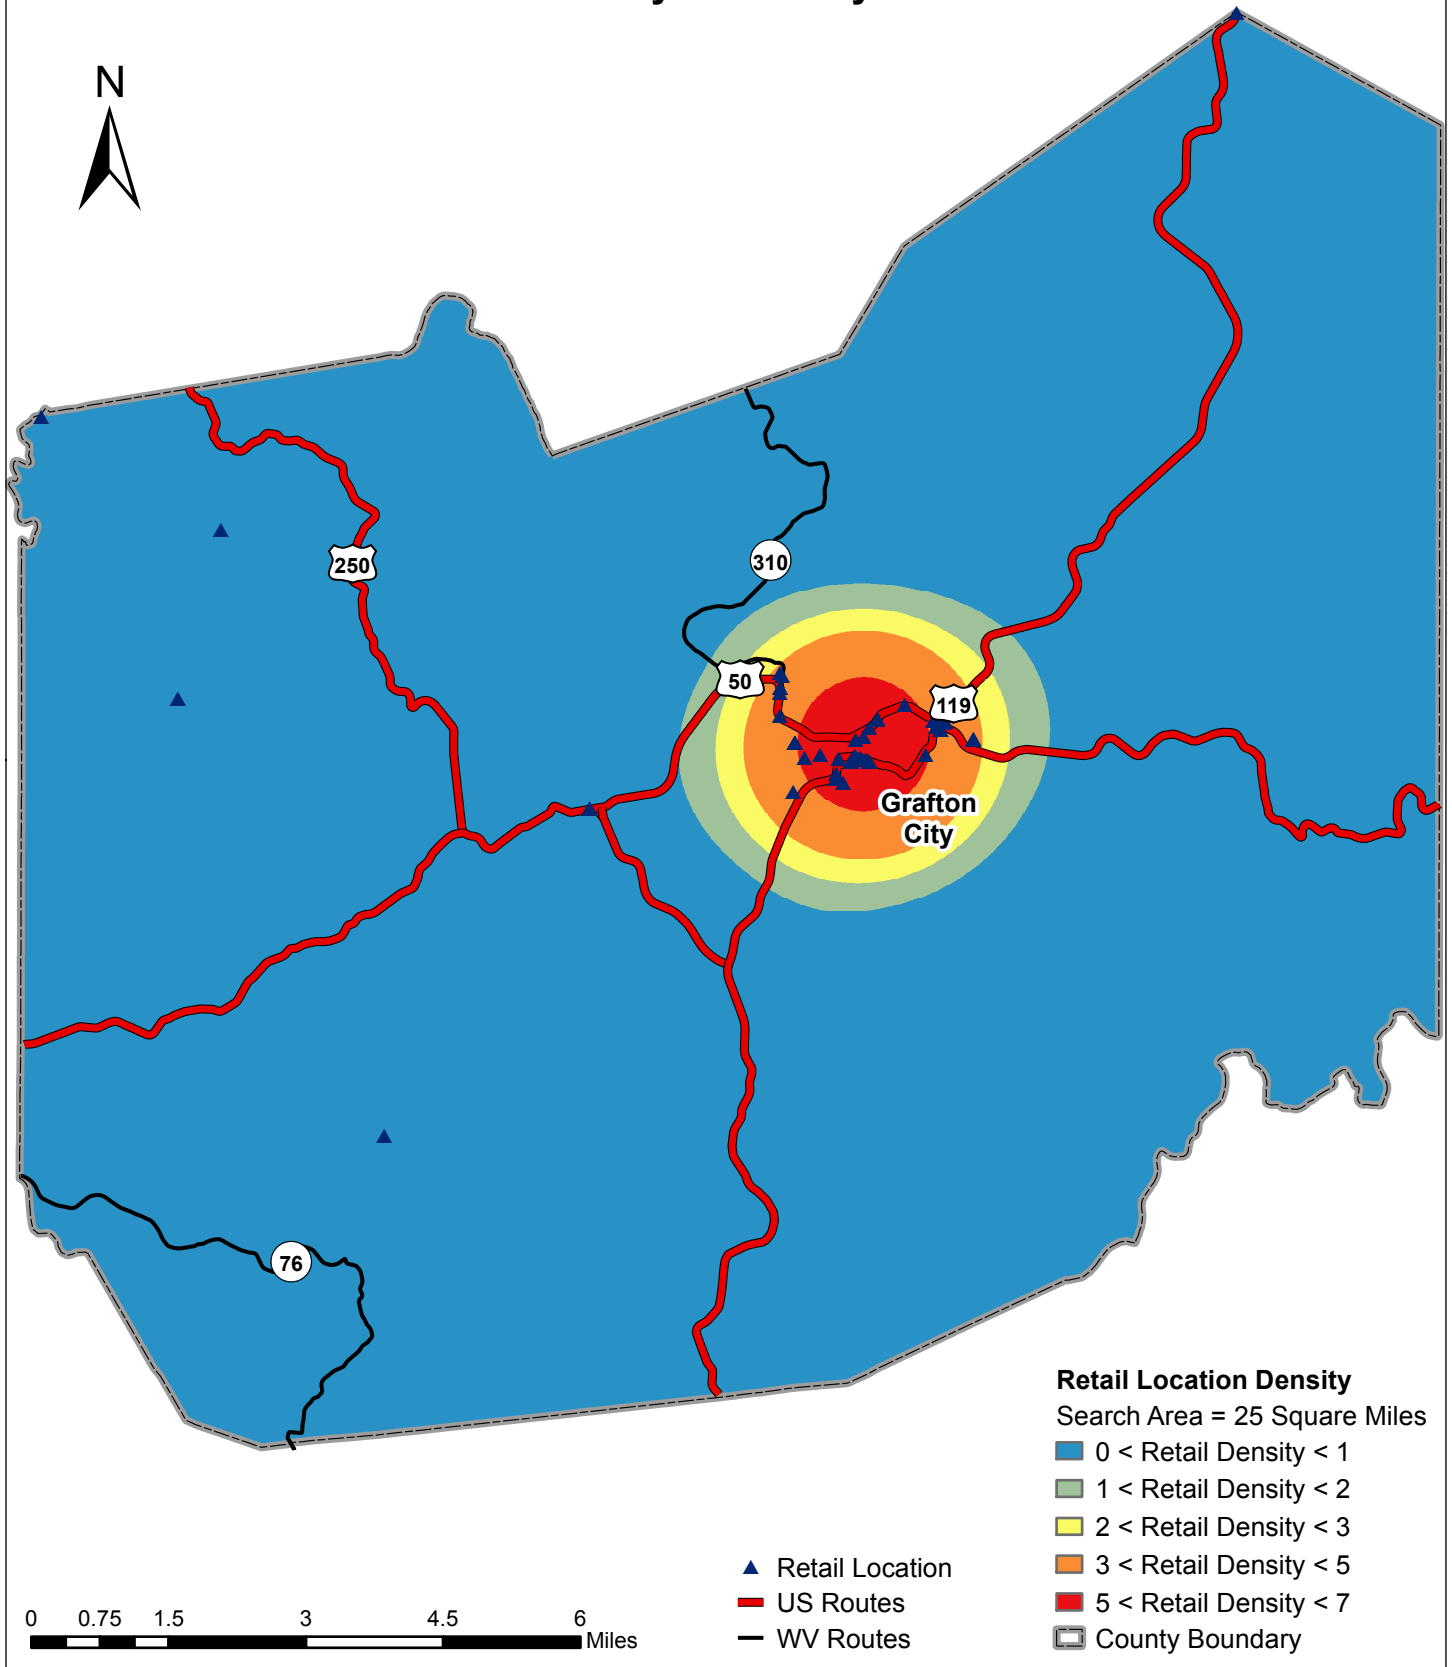 N
250
310
50
119
Grafton
City
76
Retail Location Density
Search Area = 25 Square Miles
0 < Retail Density < 1
1 < Retail Density < 2
2 < Retail Density < 3
3 < Retail Density < 5
5 < Retail Density < 7
County Boundary
Retail Location
US Routes
WV Routes
0 0.75 1.5 3 4.5 6
Miles